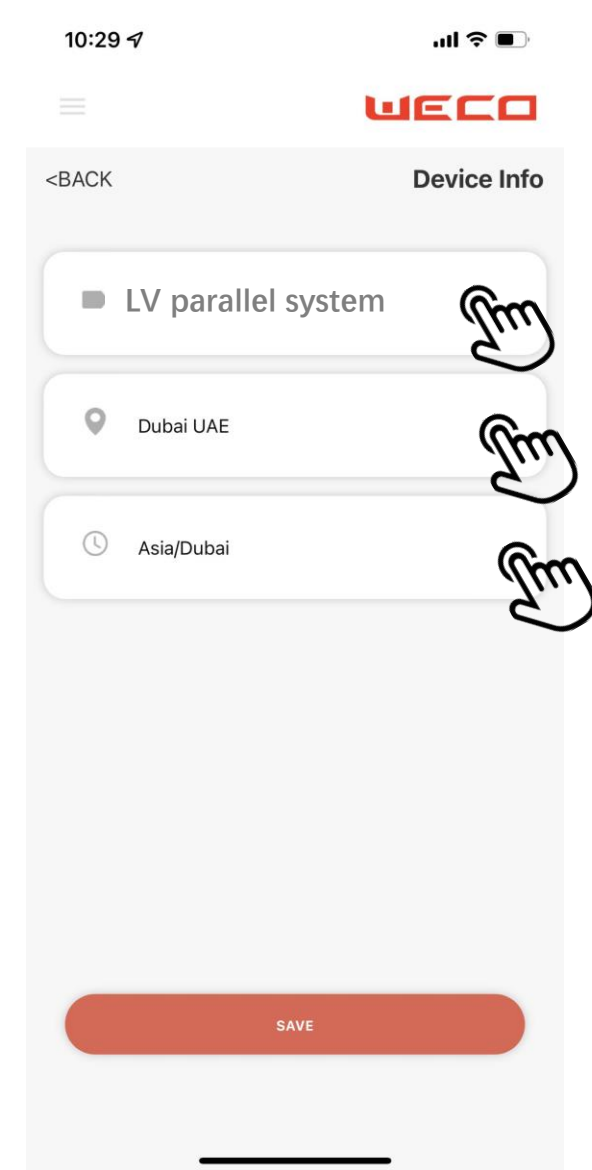 10:29
WECO
<BACK
Device Info
LV parallel system
Dubai UAE
Asia/Dubai
SAVE